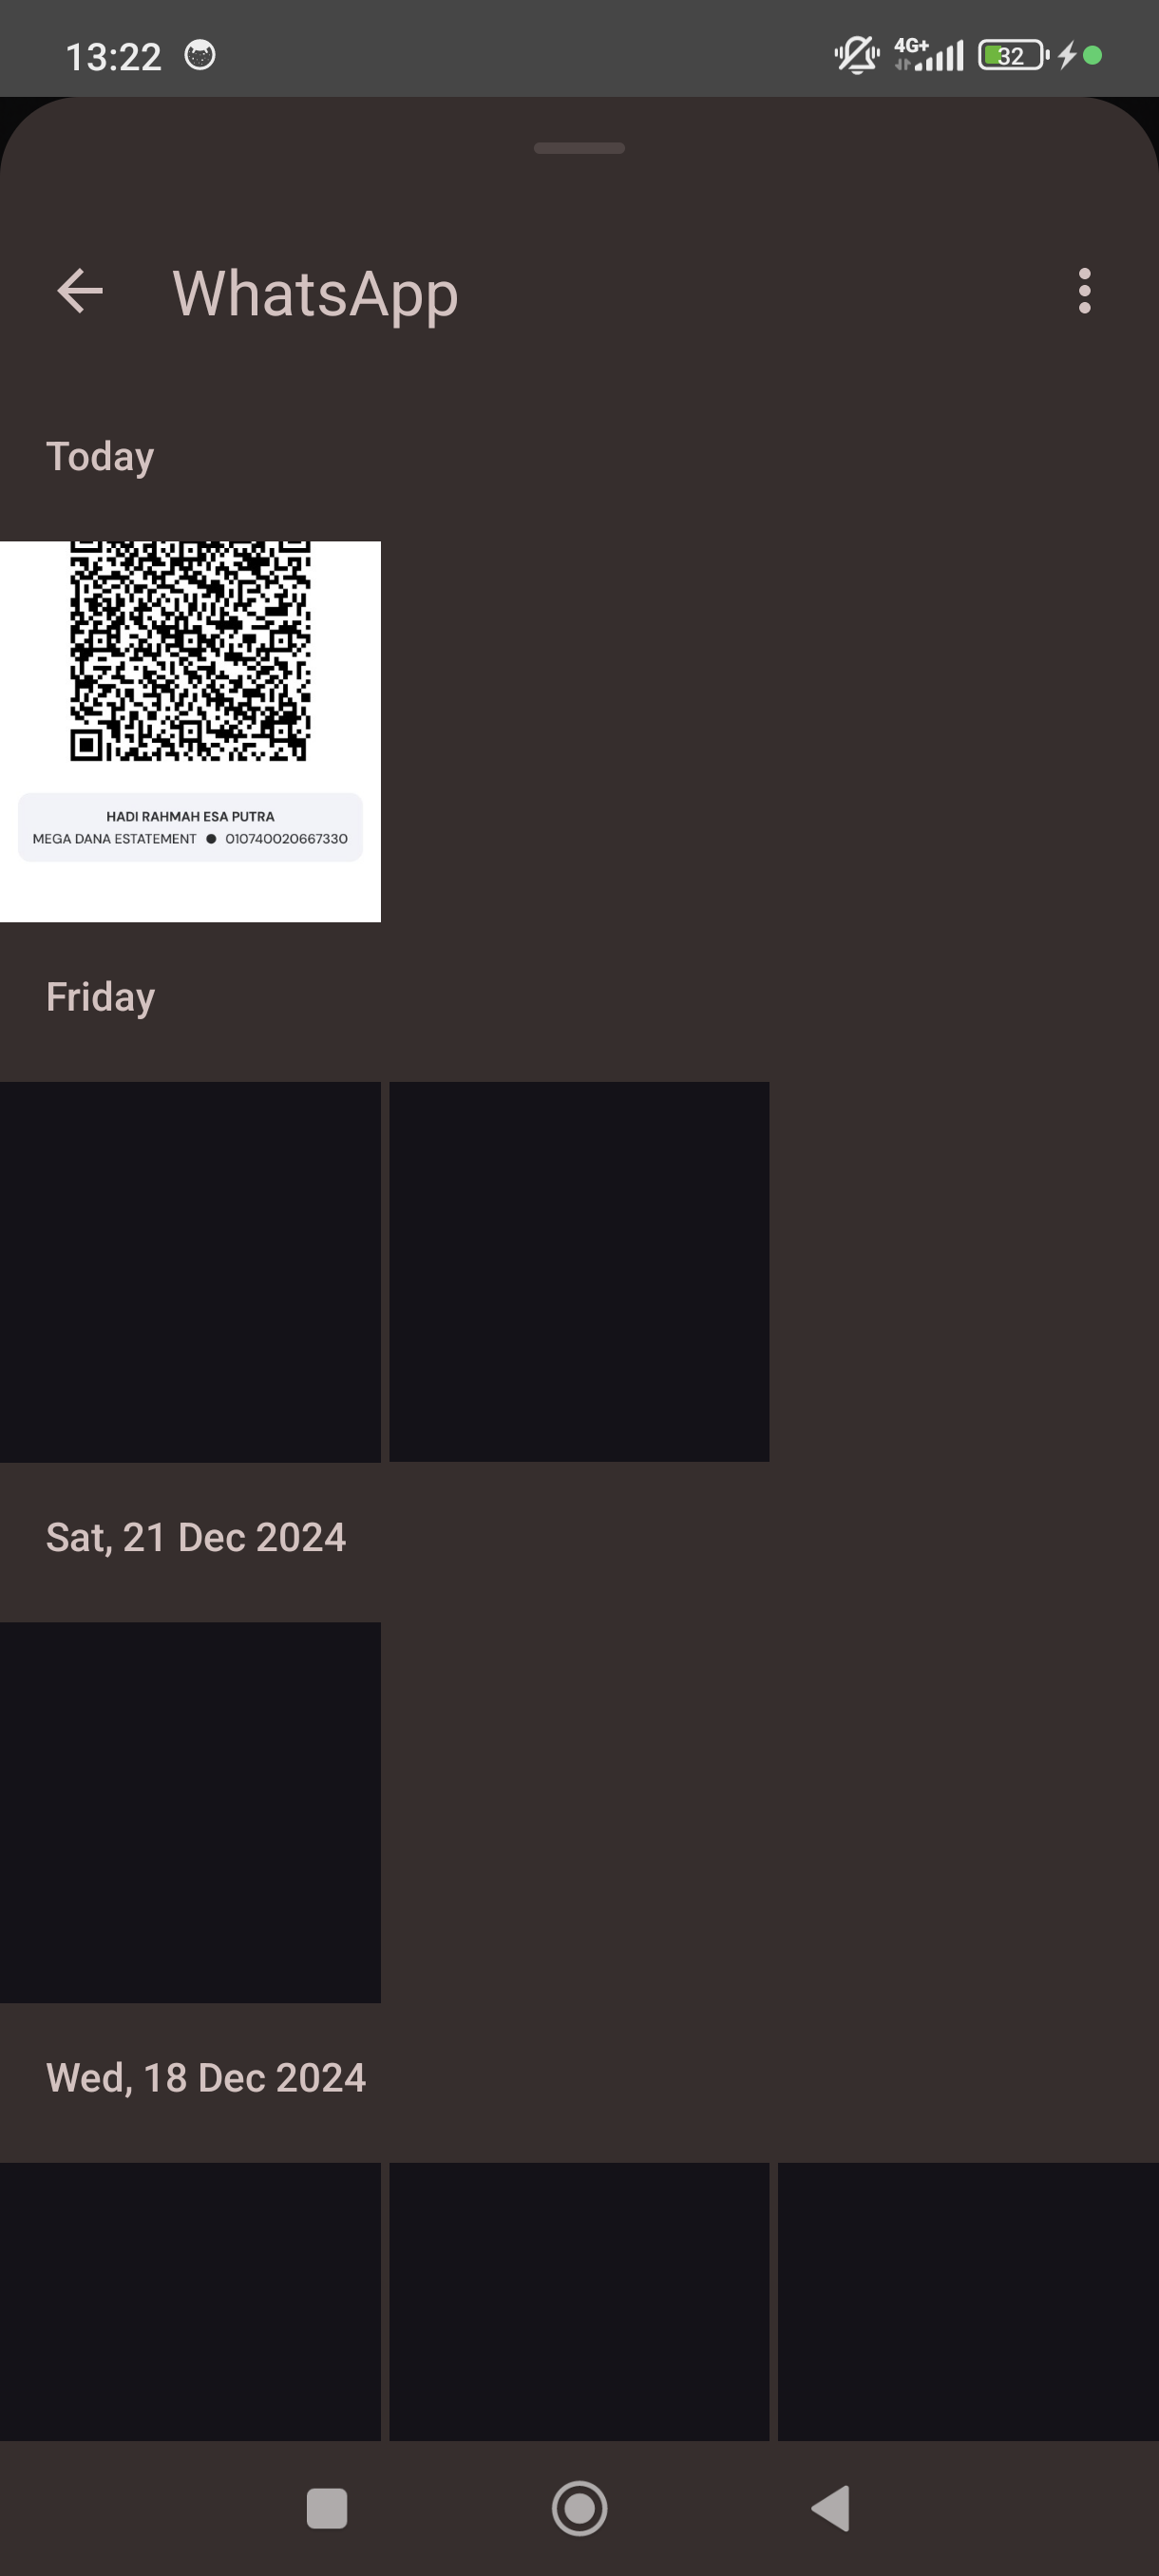 13:22
4G+
32
WhatsApp
Today
HADI RAHMAH ESA PUTRA
MEGA DANA ESTATEMENT ● 010740020667330
Friday
Sat, 21 Dec 2024
Wed, 18 Dec 2024